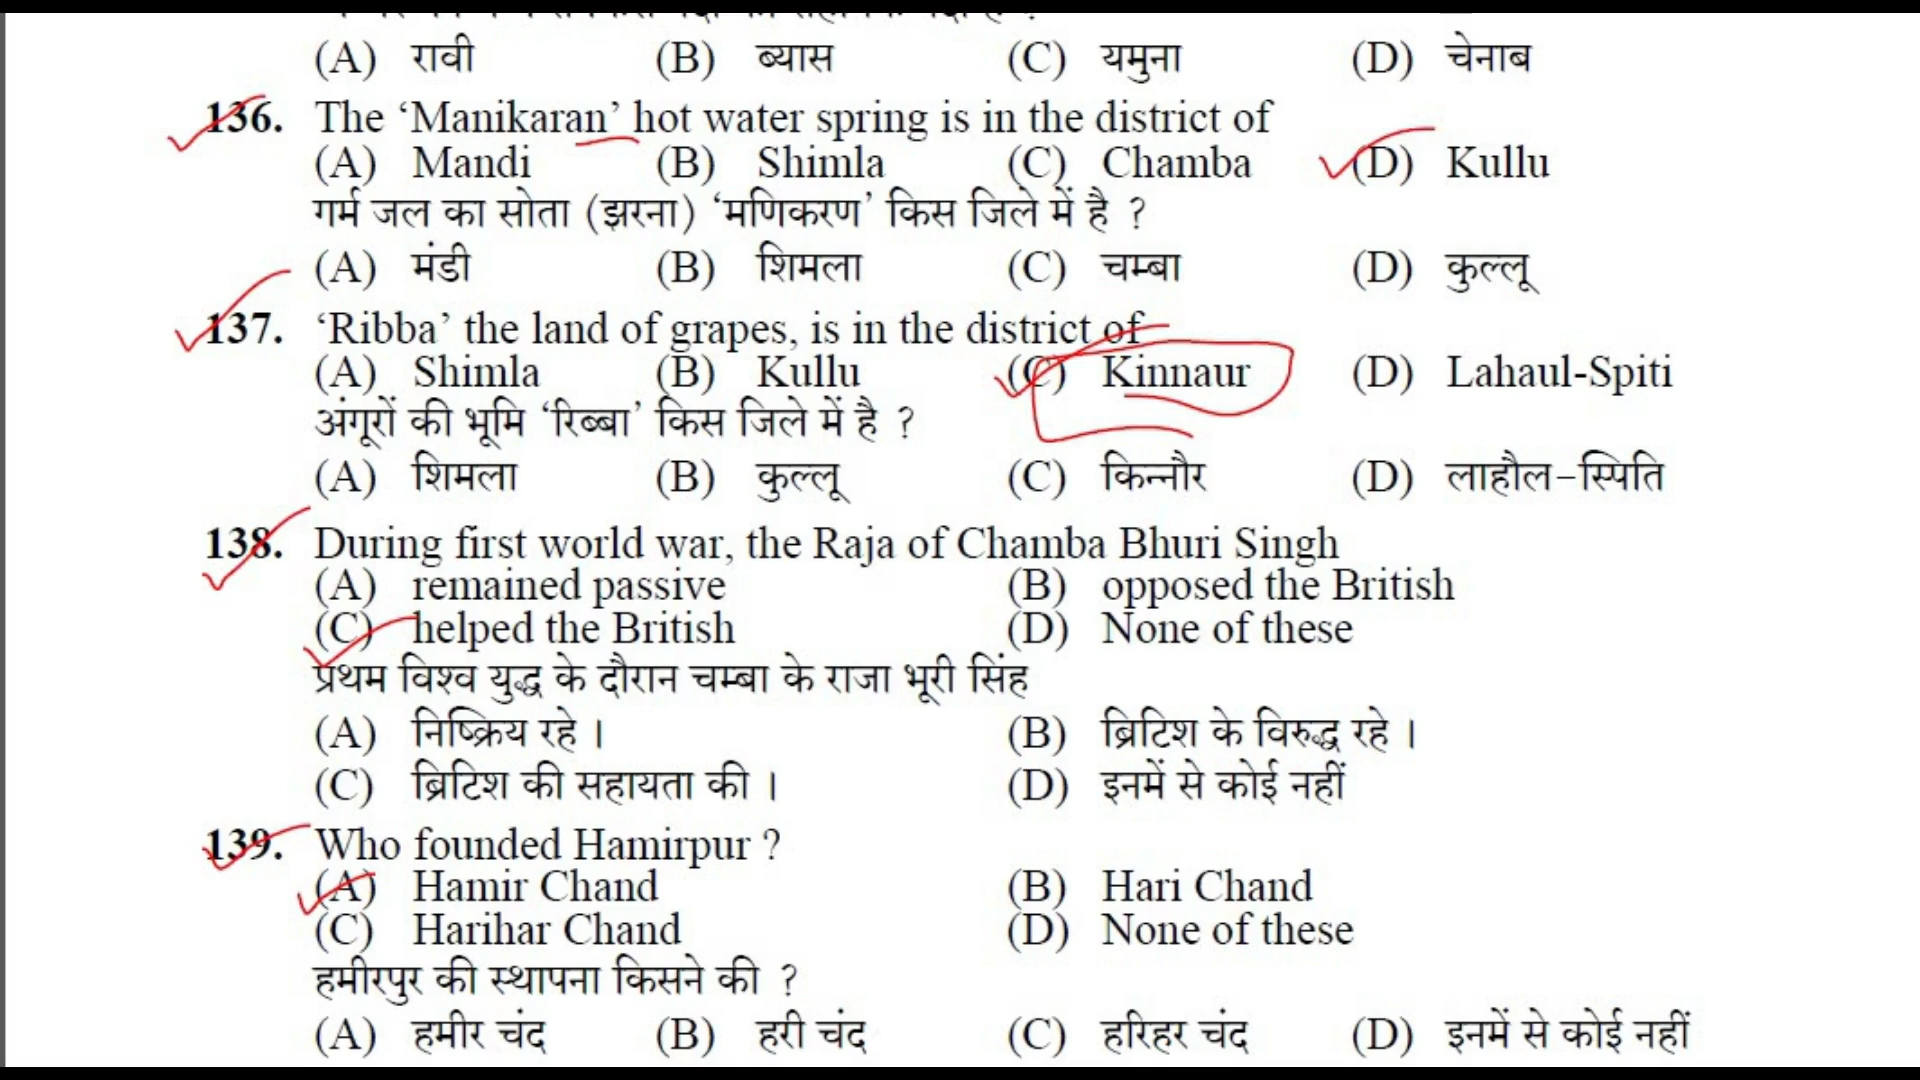 (A) रावी (B) ब्यास (C) यमुना (D) चेनाब
136. The ‘Manikaran’ hot water spring is in the district of
(A) Mandi (B) Shimla (C) Chamba (D) Kullu
गर्म जल का सोता (झरना) ‘मणिकरण’ किस जिले में है ?
(A) मंडी (B) शिमला (C) चम्बा (D) कुल्लू
137. ‘Ribba’ the land of grapes, is in the district of
(A) Shimla (B) Kullu (C) Kinnaur (D) Lahaul-Spiti
अंगूरों की भूमि ‘रिब्बा’ किस जिले में है ?
(A) शिमला (B) कुल्लू (C) किन्नौर (D) लाहौल-स्पिति
138. During first world war, the Raja of Chamba Bhuri Singh
(A) remained passive (B) opposed the British
(C) helped the British (D) None of these
प्रथम विश्व युद्ध के दौरान चम्बा के राजा भूरी सिंह
(A) निष्क्रिय रहे । (B) ब्रिटिश के विरुद्ध रहे ।
(C) ब्रिटिश की सहायता की । (D) इनमें से कोई नहीं
139. Who founded Hamirpur ?
(A) Hamir Chand (B) Hari Chand
(C) Harihar Chand (D) None of these
हमीरपुर की स्थापना किसने की ?
(A) हमीर चंद (B) हरी चंद (C) हरिहर चंद (D) इनमें से कोई नहीं